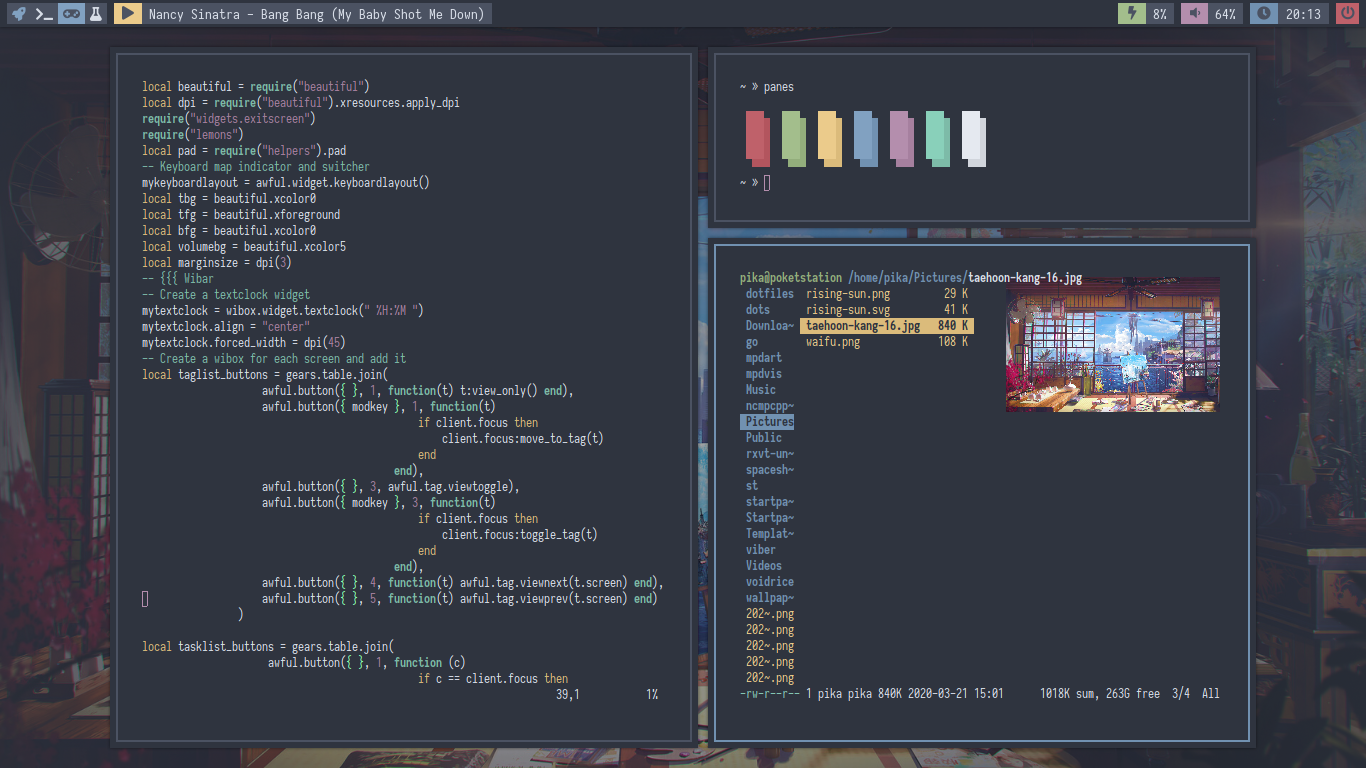 Nancy Sinatra - Bang Bang (My Baby Shot Me Down)
8%
64%
20:13
local beautiful = require("beautiful")
local dpi = require("beautiful").xresources.apply_dpi
require("widgets.exitscreen")
require("lemons")
local pad = require("helpers").pad
-- Keyboard map indicator and switcher
mykeyboardlayout = awful.widget.keyboardlayout()
local tbg = beautiful.xcolor0
local tfg = beautiful.xforeground
local bfg = beautiful.xcolor0
local volumebg = beautiful.xcolor5
local marginsize = dpi(3)
-- {{{ Wibar
-- Create a textclock widget
mytextclock = wibox.widget.textclock(" %H:%M ")
mytextclock.align = "center"
mytextclock.forced_width = dpi(45)
-- Create a wibox for each screen and add it
local taglist_buttons = gears.table.join(
awful.button({ }, 1, function(t) t:view_only() end),
awful.button({ modkey }, 1, function(t)
if client.focus then
client.focus:move_to_tag(t)
end
end),
awful.button({ }, 3, awful.tag.viewtoggle),
awful.button({ modkey }, 3, function(t)
if client.focus then
client.focus:toggle_tag(t)
end
end),
awful.button({ }, 4, function(t) awful.tag.viewnext(t.screen) end),
awful.button({ }, 5, function(t) awful.tag.viewprev(t.screen) end)
)
local tasklist_buttons = gears.table.join(
awful.button({ }, 1, function (c)
if c == client.focus then
39,1 1%
~ » panes
~ »
pika@poketstation /home/pika/Pictures/taehoon-kang-16.jpg
dotfiles rising-sun.png 29 K
dots rising-sun.svg 41 K
Downloa~ taehoon-kang-16.jpg 840 K
go waifu.png 108 K
mpdart
mpdvis
Music
ncmpcpp~
Pictures
Public
rxvt-un~
spacesh~
st
startpa~
Startpa~
Templat~
viber
Videos
voidrice
wallpap~
202~.png
202~.png
202~.png
202~.png
202~.png
-rw-r--r-- 1 pika pika 840K 2020-03-21 15:01 1018K sum, 263G free 3/4 All